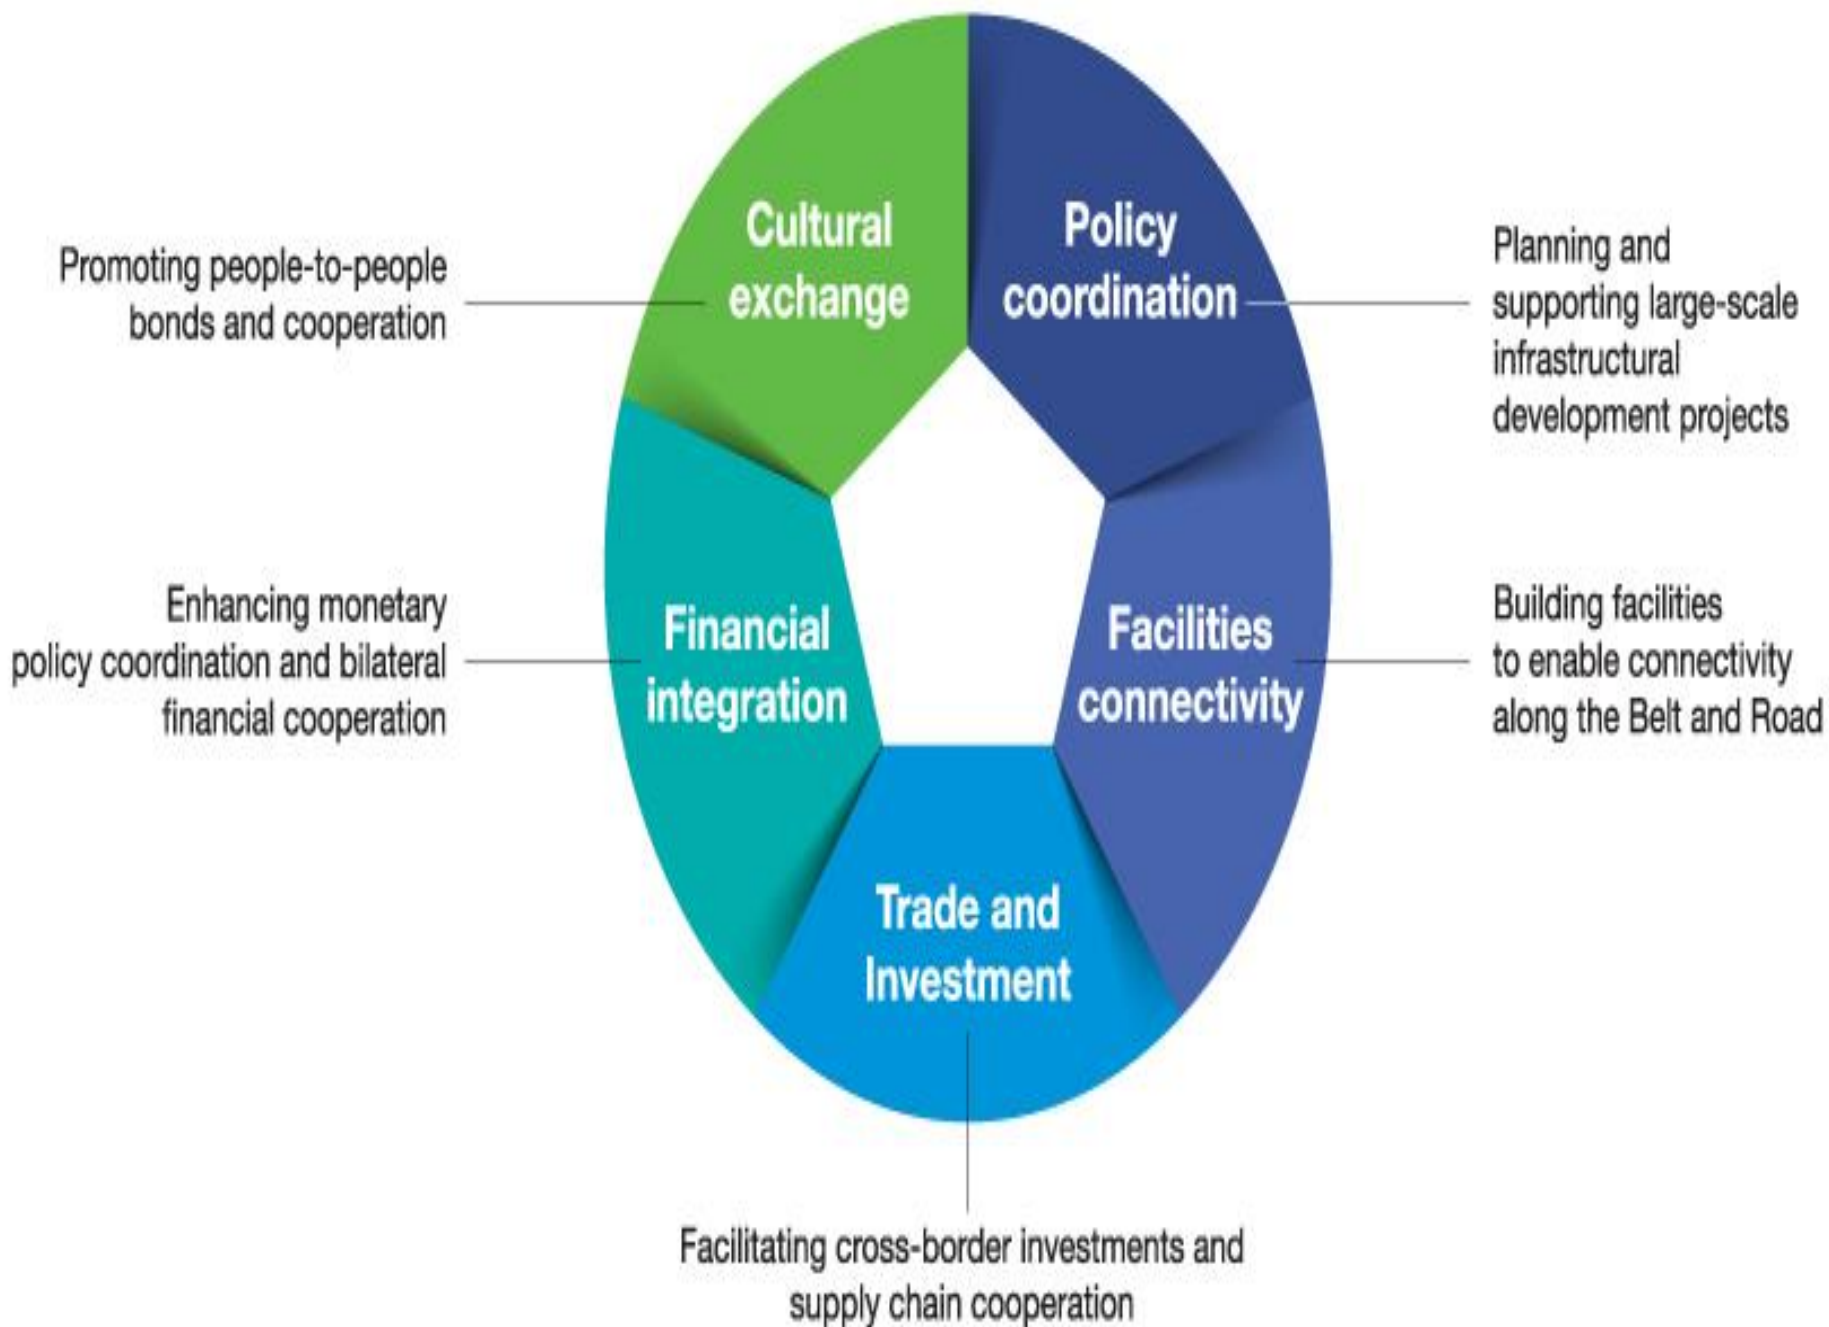 Cultural
exchange
Policy
coordination
Promoting people-to-people
bonds and cooperation
Planning and
supporting large-scale
infrastructural
development projects
Financial
integration
Facilities
connectivity
Enhancing monetary
policy coordination and bilateral
financial cooperation
Building facilities
to enable connectivity
along the Belt and Road
Trade and
Investment
Facilitating cross-border investments and
supply chain cooperation